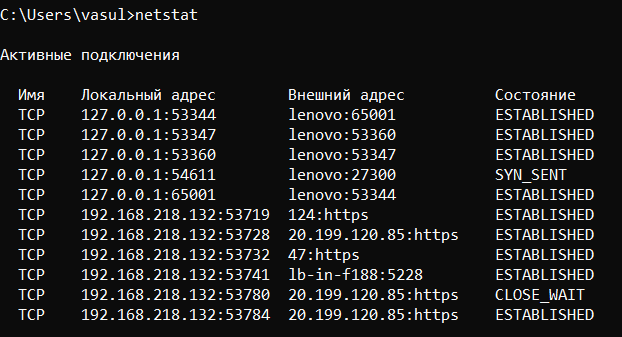 C:\Users\vasul>netstat
Активные подключения
Имя Локальный адрес Внешний адрес Состояние
TCP 127.0.0.1:53344 lenovo:65001 ESTABLISHED
TCP 127.0.0.1:53347 lenovo:53360 ESTABLISHED
TCP 127.0.0.1:53360 lenovo:53347 ESTABLISHED
TCP 127.0.0.1:54611 lenovo:27300 SYN_SENT
TCP 127.0.0.1:65001 lenovo:53344 ESTABLISHED
TCP 192.168.218.132:53719 124:https ESTABLISHED
TCP 192.168.218.132:53728 20.199.120.85:https ESTABLISHED
TCP 192.168.218.132:53732 47:https ESTABLISHED
TCP 192.168.218.132:53741 lb-in-f188:5228 ESTABLISHED
TCP 192.168.218.132:53780 20.199.120.85:https CLOSE_WAIT
TCP 192.168.218.132:53784 20.199.120.85:https ESTABLISHED